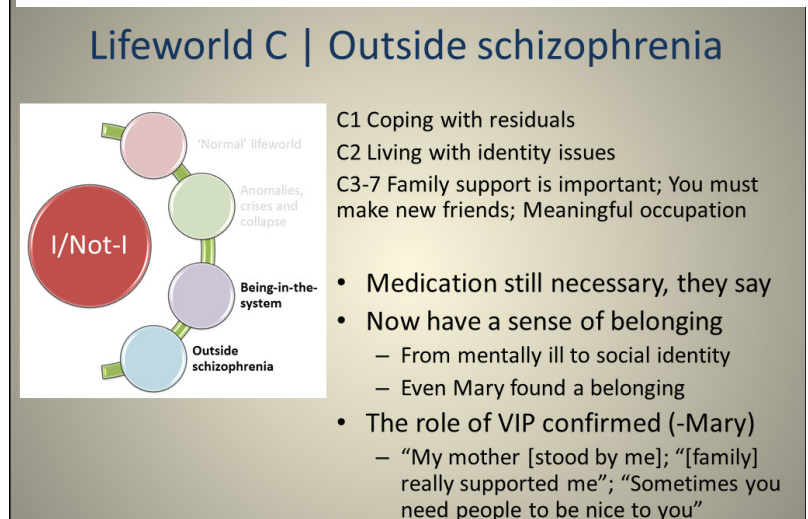 Lifeworld C | Outside schizophrenia
'Normal' lifeworld
Anomalies,
crises and
collapse
I/Not-I
Being-in-the-
system
Outside
schizophrenia
C1 Coping with residuals
C2 Living with identity issues
C3-7 Family support is important; You must
make new friends; Meaningful occupation
• Medication still necessary, they say
• Now have a sense of belonging
– From mentally ill to social identity
– Even Mary found a belonging
• The role of VIP confirmed (-Mary)
– “My mother [stood by me]; “[family]
really supported me”; “Sometimes you
need people to be nice to you”